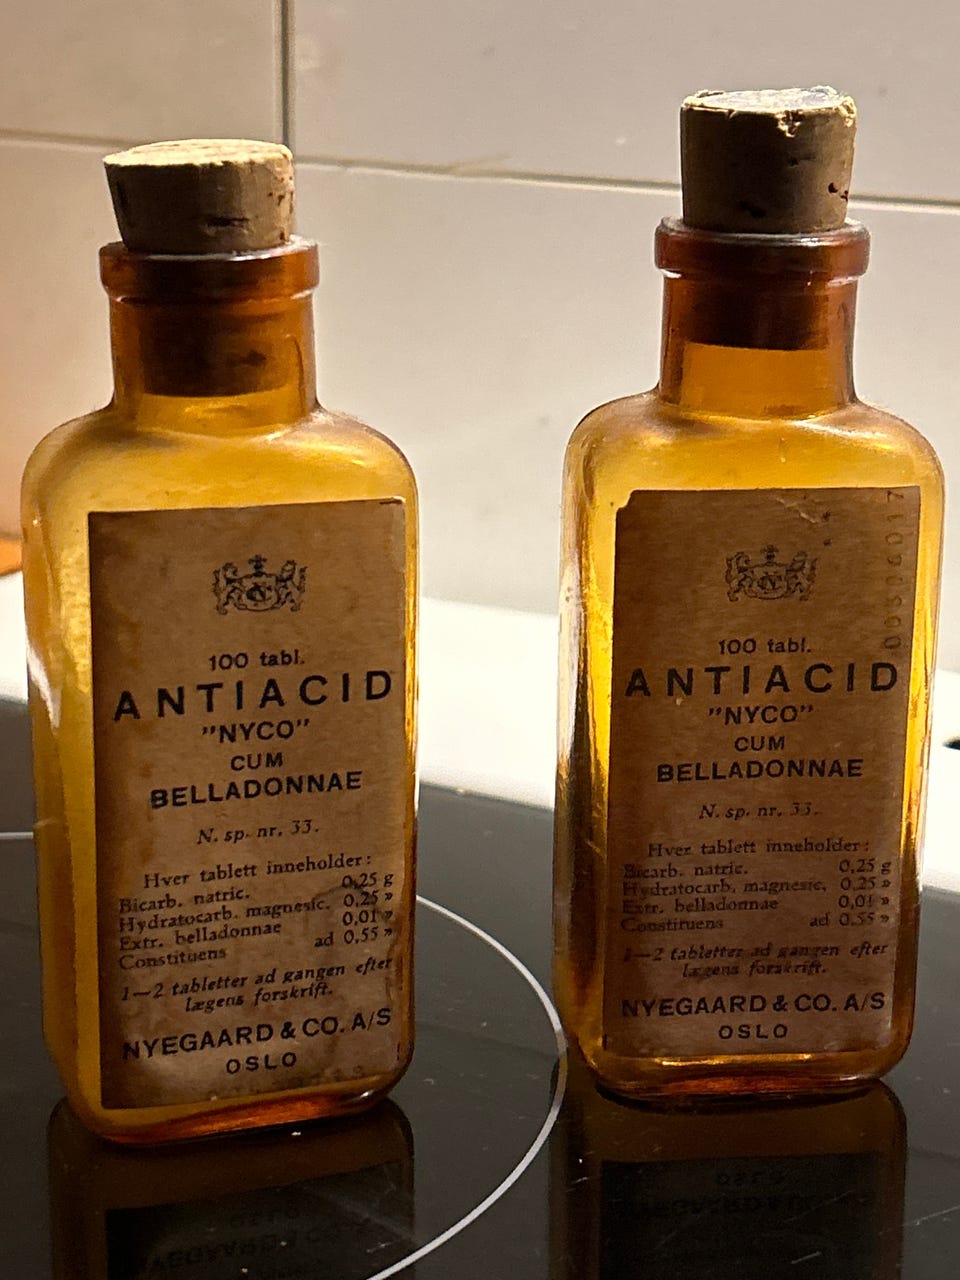 100 tabl.
ANTIACID
”NYCO”
CUM
BELLADONNAE
N. sp. nr. 33.
Hver tablett inneholder:
Bicarb. natric. 0,25 g
Hydratocarb. magnesic. 0,25 »
Extr. belladonnae 0,01 »
Constituens ad 0,55 »
1—2 tabletter ad gangen efter
lægens forskrift.
NYEGAARD & CO. A/S
OSLO
100 tabl.
ANTIACID
”NYCO”
CUM
BELLADONNAE
N. sp. nr. 33.
Hver tablett inneholder:
Bicarb. natric. 0,25 g
Hydratocarb. magnesic. 0,25 »
Extr. belladonnae 0,01 »
Constituens ad 0,55 »
1—2 tabletter ad gangen efter
lægens forskrift.
NYEGAARD & CO. A/S
OSLO